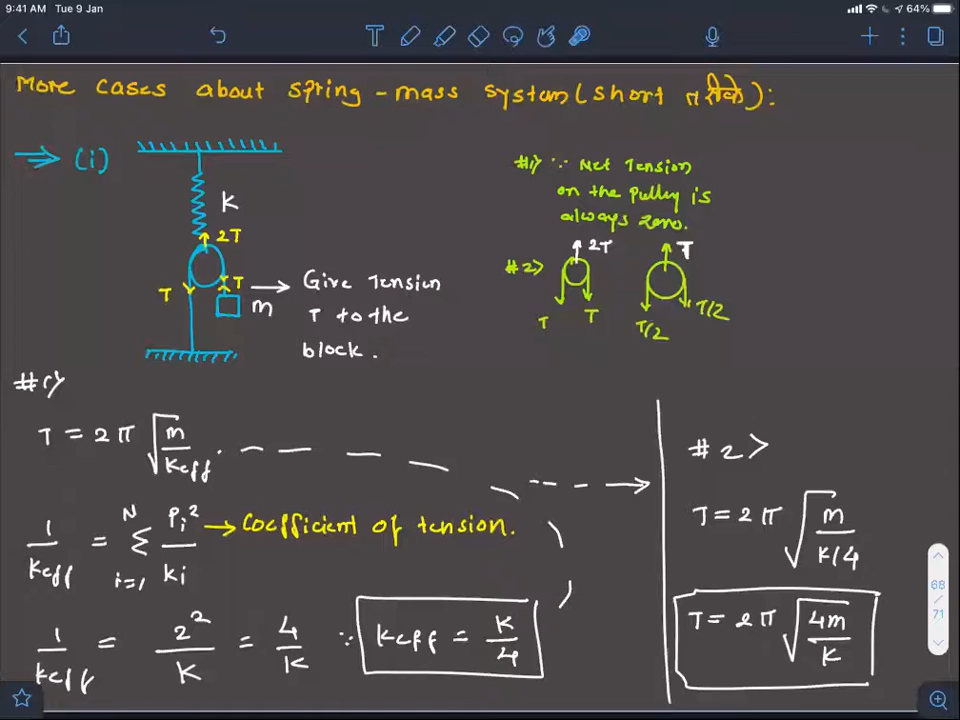 9:41 AM Tue 9 Jan
64%
More cases about spring-mass system (short तरीके):
⇒ (i)
K
2T
T
T
m → Give Tension
T to the
block.
#1> ∵ Net Tension
on the pulley is
always zero.
#2> 2T
T T
T
T/2 T/2
#1>
T = 2π √(m/keff)
1/keff = N Σ i=1 Pi²/ki → Coefficient of tension.
1/keff = 2²/K = 4/K ∵ keff = K/4
#2>
T = 2π √(m/K/4)
T = 2π √(4m/K)
68
/
71